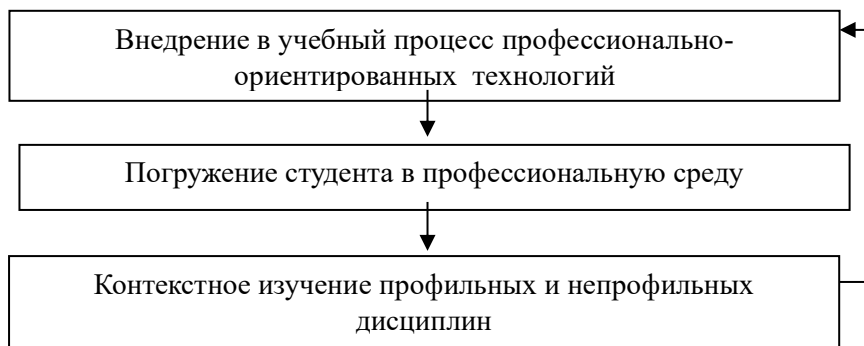 Внедрение в учебный процесс профессионально-
ориентированных технологий
Погружение студента в профессиональную среду
Контекстное изучение профильных и непрофильных
дисциплин